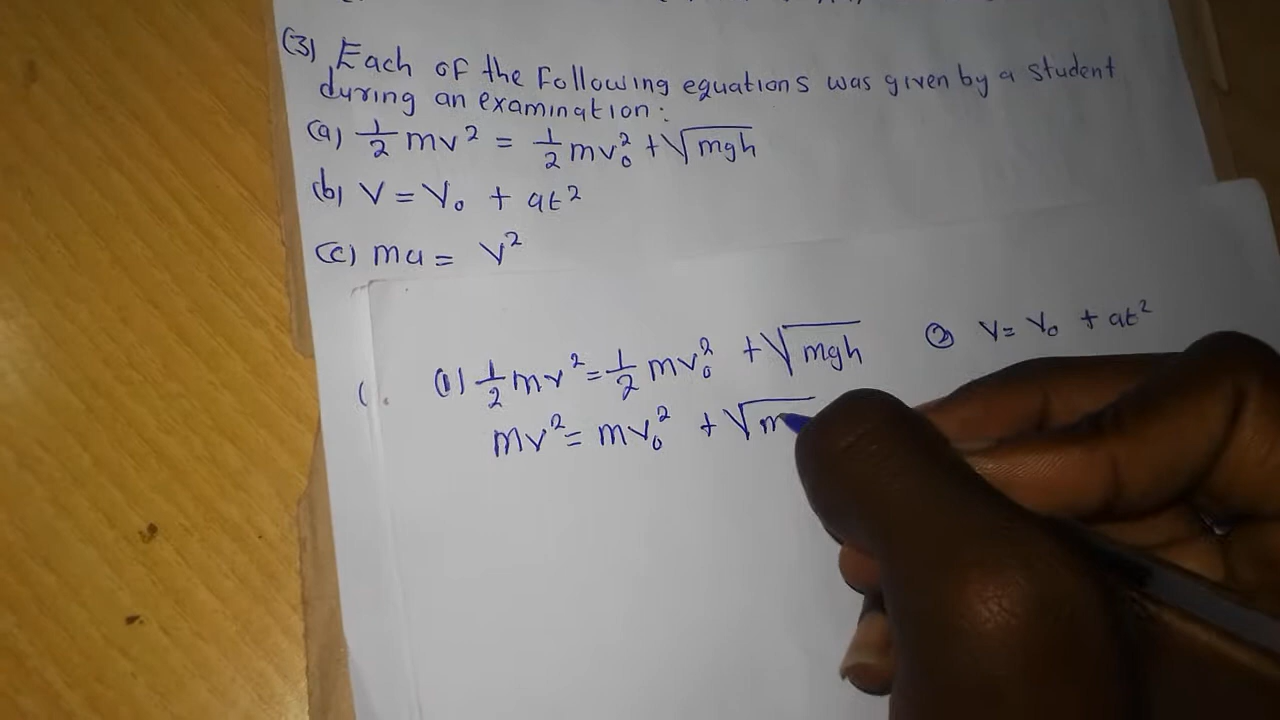 (3) Each of the following equations was given by a student
during an examination:
(a) 1/2 mv² = 1/2 mv₀² + √mgh
(b) V = V₀ + at²
(c) ma = V²
(1) 1/2 mv² = 1/2 mv₀² + √mgh
mv² = mv₀² + √m
② V = V₀ + at²